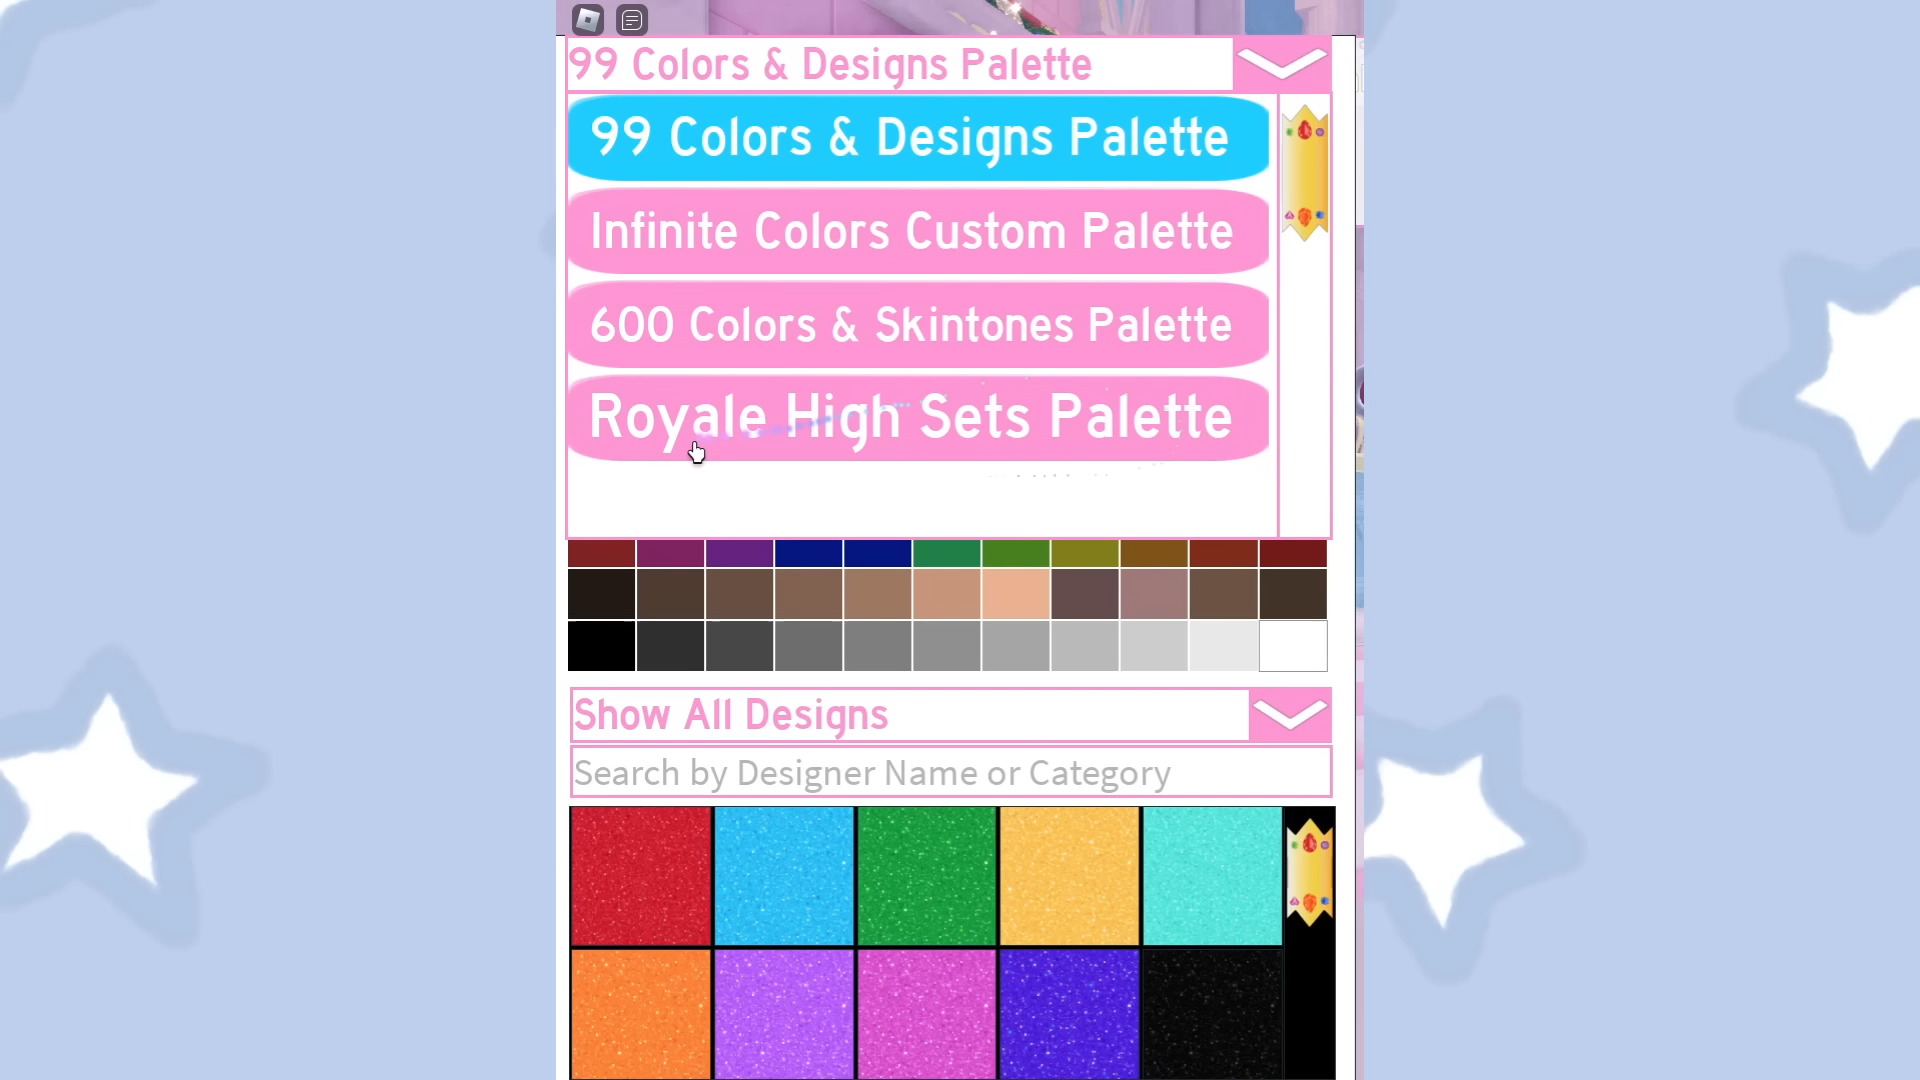 99 Colors & Designs Palette
99 Colors & Designs Palette
Infinite Colors Custom Palette
600 Colors & Skintones Palette
Royale High Sets Palette
Show All Designs
Search by Designer Name or Category